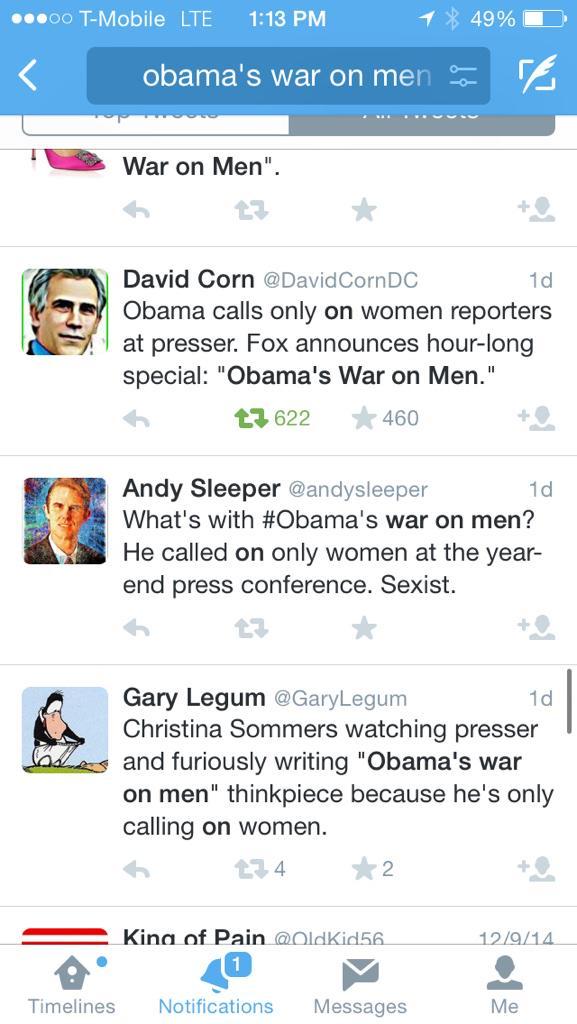 T-Mobile LTE 1:13 PM 49%
obama's war on men
Top Tweets All Tweets
War on Men".
David Corn @DavidCornDC 1d
Obama calls only on women reporters
at presser. Fox announces hour-long
special: "Obama's War on Men."
622 460
Andy Sleeper @andysleeper 1d
What's with #Obama's war on men?
He called on only women at the year-
end press conference. Sexist.
Gary Legum @GaryLegum 1d
Christina Sommers watching presser
and furiously writing "Obama's war
on men" thinkpiece because he's only
calling on women.
4 2
King of Pain @OldKid56 12/9/14
1
Timelines Notifications Messages Me